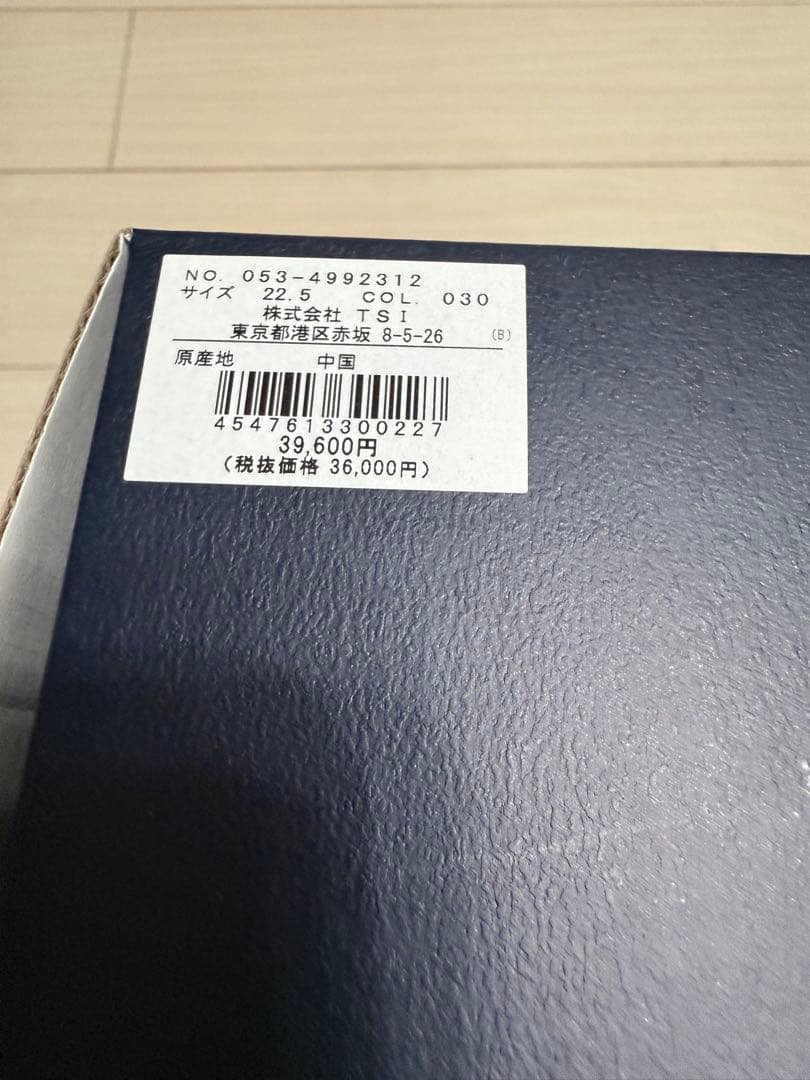 NO. 053-4992312
サイズ 22.5 COL. 030
株式会社 TSI
東京都港区赤坂 8-5-26 (B)
原産地 中国
4547613300227
39,600円
(税抜価格 36,000円)